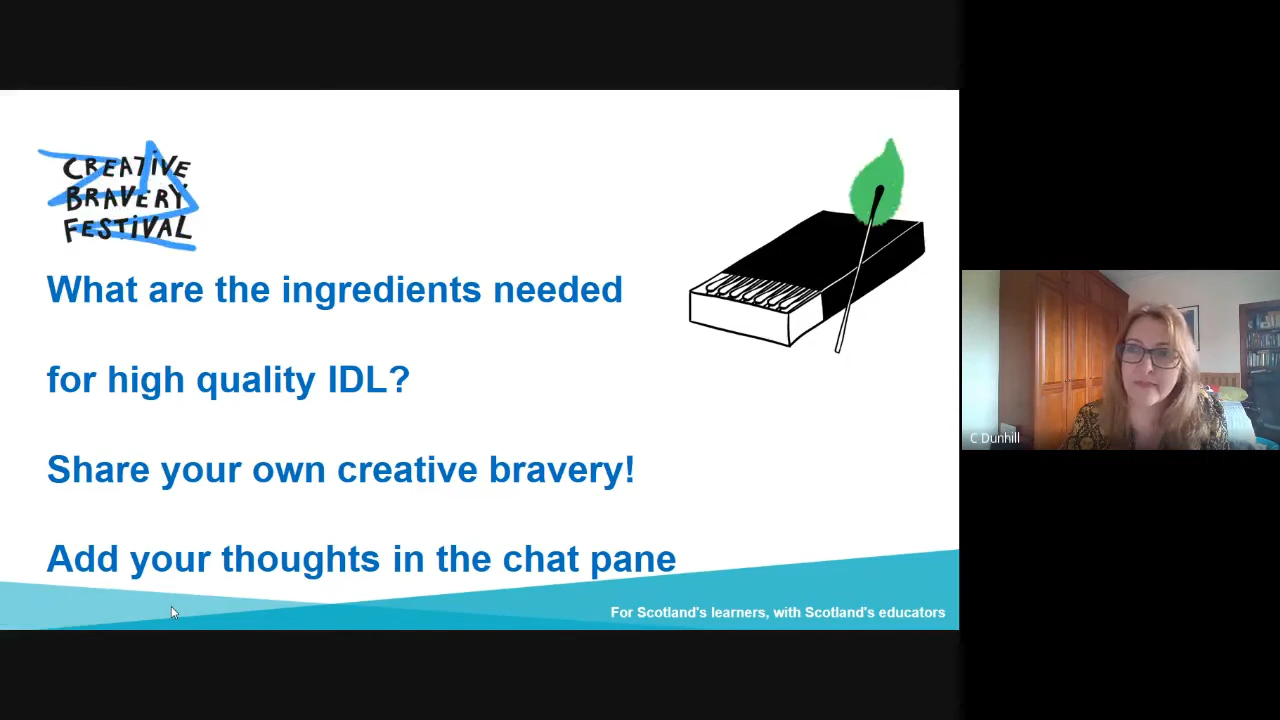 CREATIVE
BRAVERY
FESTIVAL
What are the ingredients needed
for high quality IDL?
Share your own creative bravery!
Add your thoughts in the chat pane
For Scotland's learners, with Scotland's educators
C Dunhill